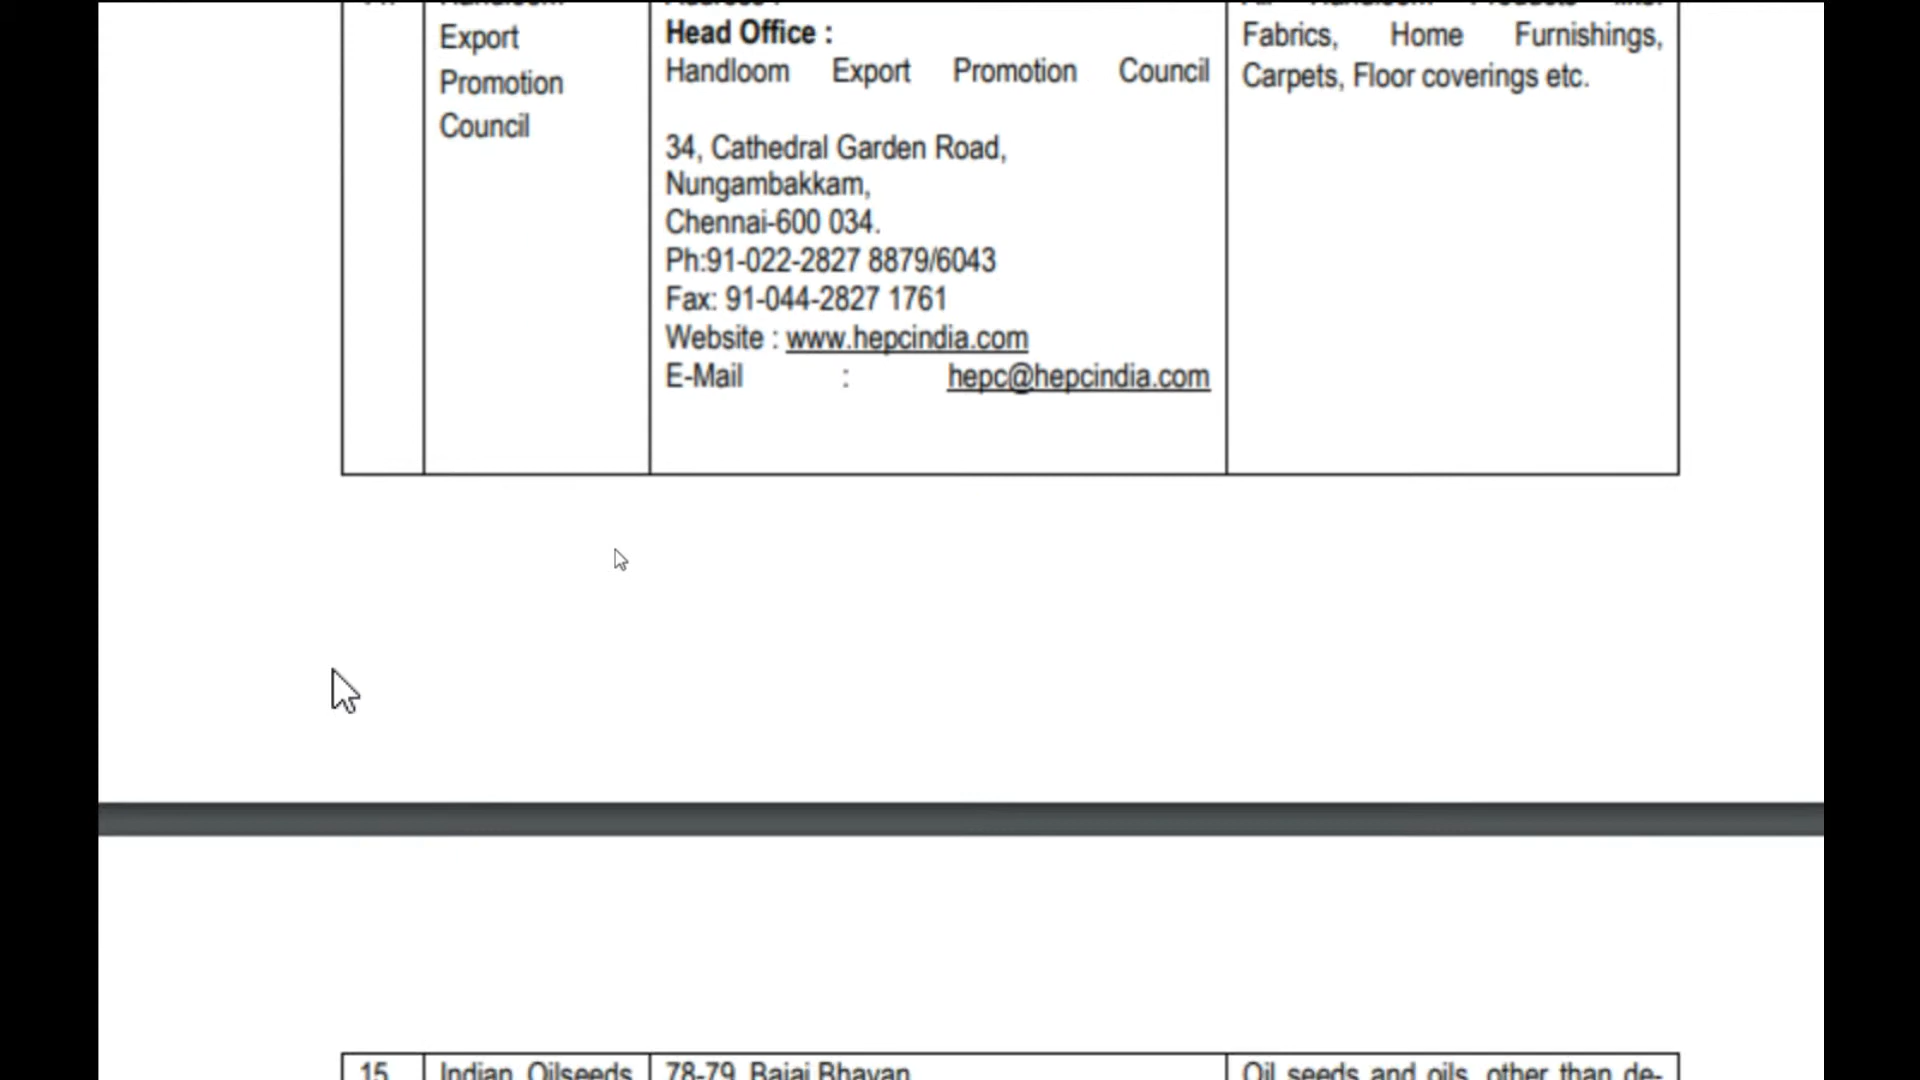 Export
Promotion
Council
Head Office :
Handloom Export Promotion Council
34, Cathedral Garden Road,
Nungambakkam,
Chennai-600 034.
Ph:91-022-2827 8879/6043
Fax: 91-044-2827 1761
Website : www.hepcindia.com
E-Mail : hepc@hepcindia.com
Fabrics, Home Furnishings,
Carpets, Floor coverings etc.
15
Indian Oilseeds
78-79, Bajaj Bhavan
Oil seeds and oils, other than de-